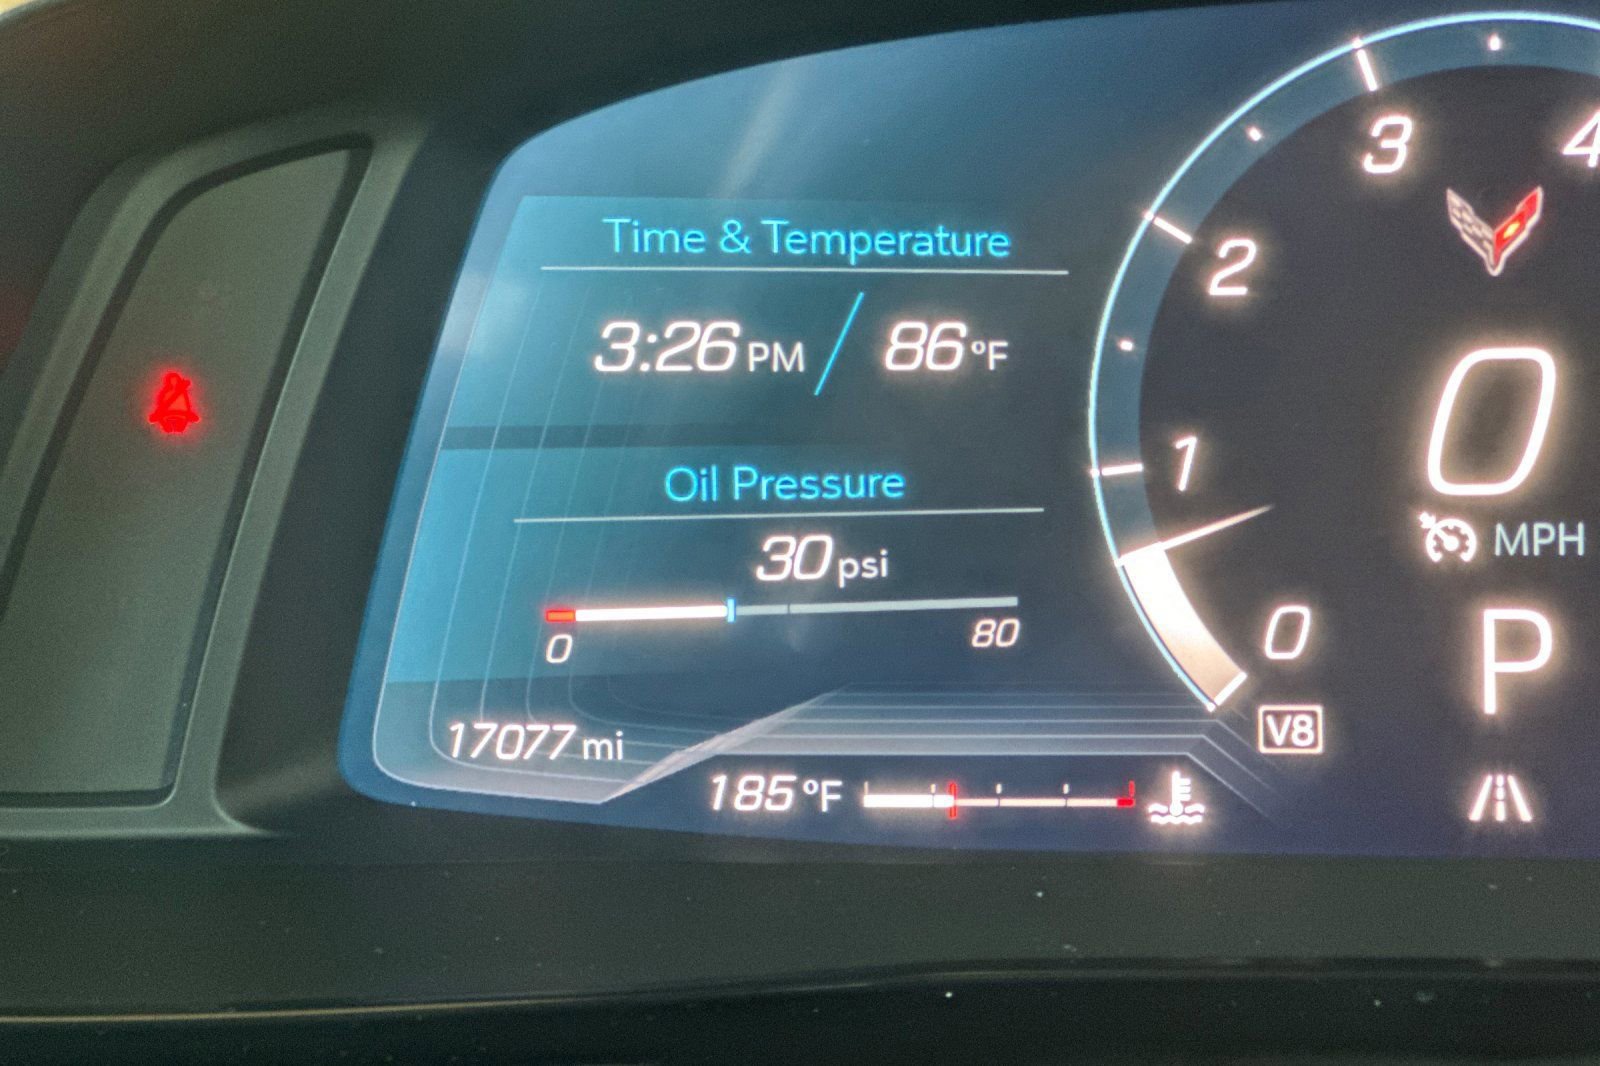 Time & Temperature
3:26 PM / 86 °F
Oil Pressure
30 psi
0 80
17077 mi
185 °F
4
3
2
1
0
V8
0
MPH
P